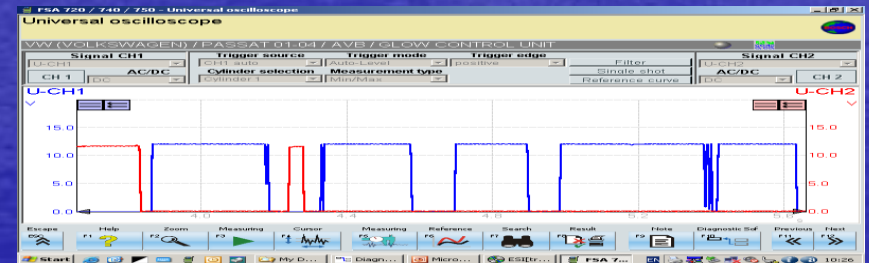 FSA 720 / 740 / 750 - Universal oscilloscope
Universal oscilloscope
VW (VOLKSWAGEN) / PASSAT 01-04 / AVB / GLOW CONTROL UNIT
Signal CH1 Trigger source Trigger mode Trigger edge Signal CH2
U-CH1 CH1 auto Auto-Level positive Filter U-CH2
CH 1 AC/DC Cylinder selection Measurement type Single shot AC/DC CH 2
DC Cylinder 1 Min/Max Reference curve DC
U-CH1 U-CH2
15.0 15.0
10.0 10.0
5.0 5.0
0.0 4.0 4.4 4.8 5.2 5.6 0.0
Escape Help Zoom Measuring Cursor Measuring Reference Search Result Note Diagnostic Sof Previous Next
ESC F1 F2 F3 F4 F6 F7 F9 F11 F12
Start My D... Diagn... Micro... ESI[tr... FSA 7... EN 10:26